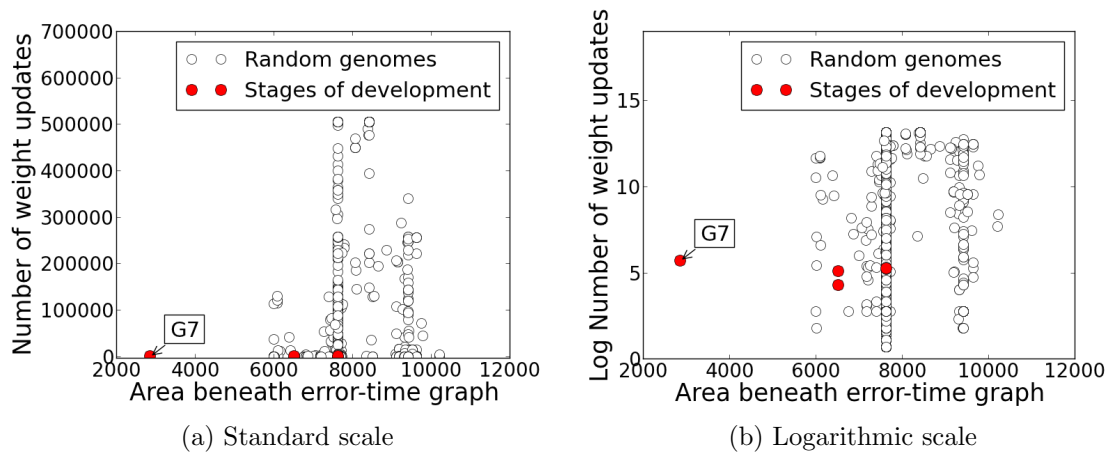 Number of weight updates
700000
600000
500000
400000
300000
200000
100000
0
Random genomes
Stages of development
G7
2000 4000 6000 8000 10000 12000
Area beneath error-time graph
(a) Standard scale
Log Number of weight updates
15
10
5
0
Random genomes
Stages of development
G7
2000 4000 6000 8000 10000 12000
Area beneath error-time graph
(b) Logarithmic scale